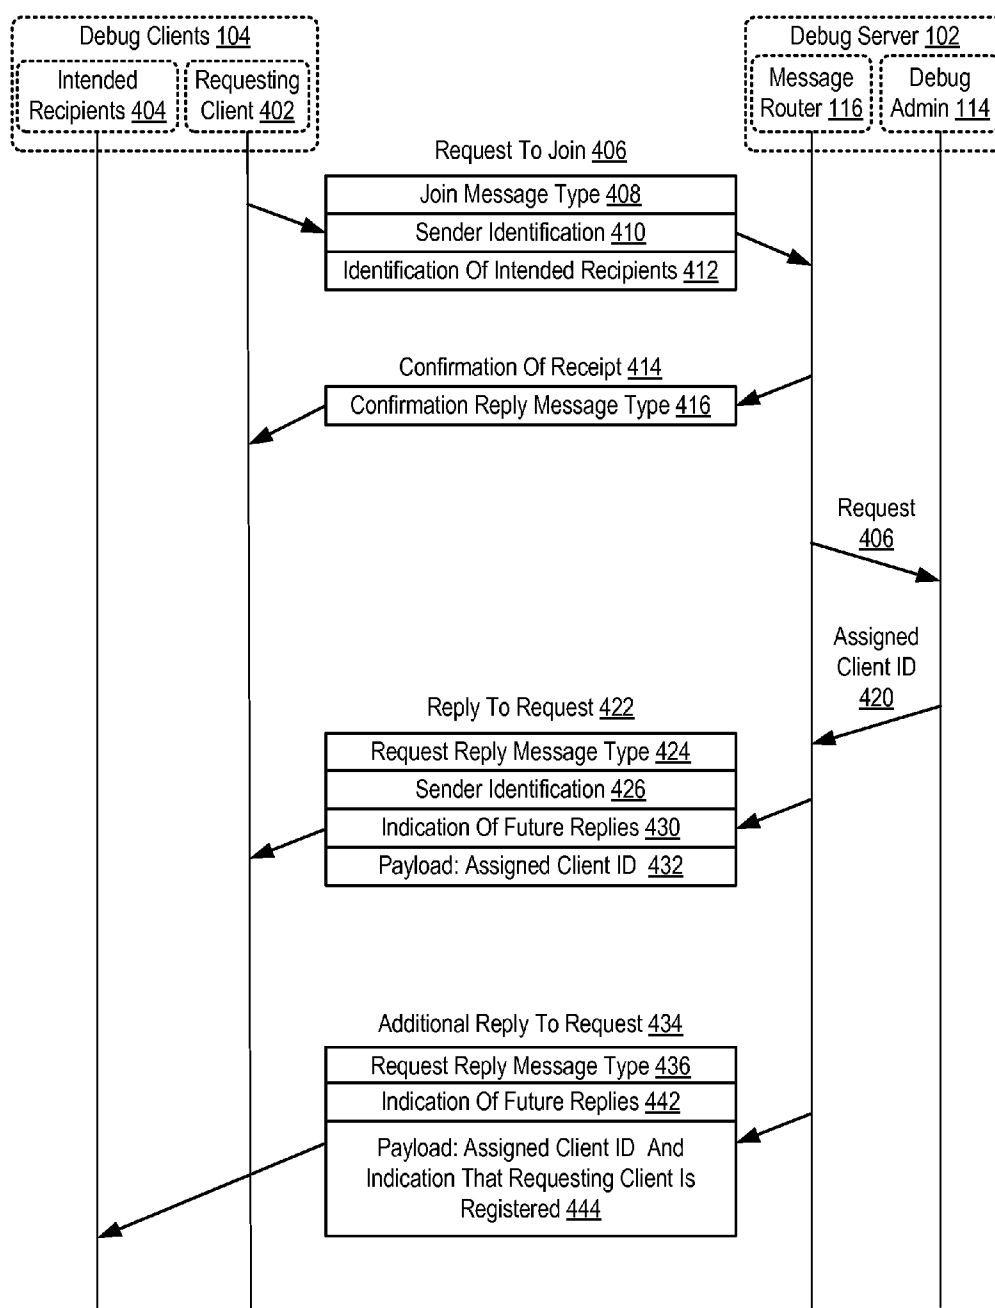 Debug Clients 104
Intended
Recipients 404
Requesting
Client 402
Debug Server 102
Message
Router 116
Debug
Admin 114
Request To Join 406
Join Message Type 408
Sender Identification 410
Identification Of Intended Recipients 412
Confirmation Of Receipt 414
Confirmation Reply Message Type 416
Request
406
Assigned
Client ID
420
Reply To Request 422
Request Reply Message Type 424
Sender Identification 426
Indication Of Future Replies 430
Payload: Assigned Client ID 432
Additional Reply To Request 434
Request Reply Message Type 436
Indication Of Future Replies 442
Payload: Assigned Client ID And
Indication That Requesting Client Is
Registered 444